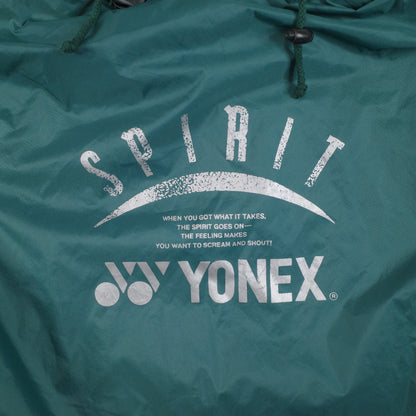 SPIRIT
WHEN YOU GOT WHAT IT TAKES,
THE SPIRIT GOES ON—
THE FEELING MAKES
YOU WANT TO SCREAM AND SHOUT!
YONEX®